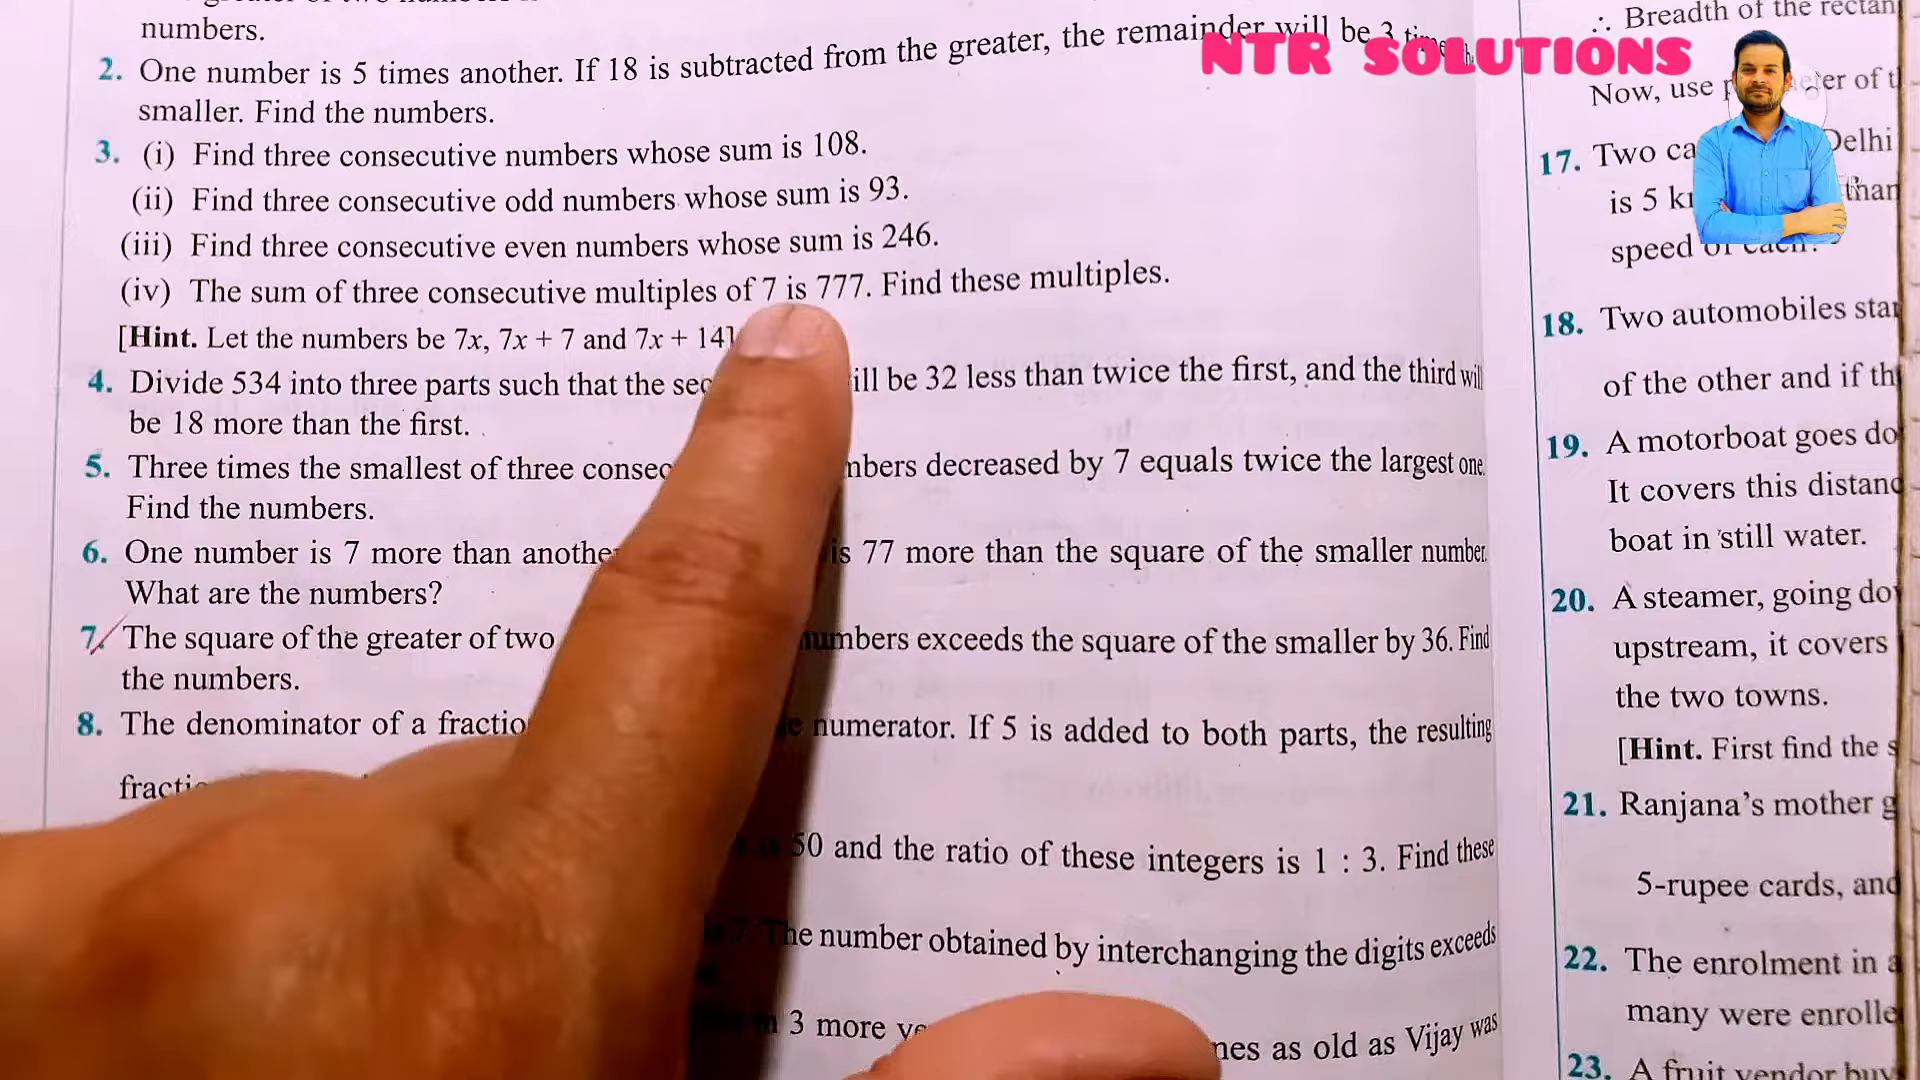 numbers.
2. One number is 5 times another. If 18 is subtracted from the greater, the remainder will be 3
smaller. Find the numbers.
3. (i) Find three consecutive numbers whose sum is 108.
(ii) Find three consecutive odd numbers whose sum is 93.
(iii) Find three consecutive even numbers whose sum is 246.
(iv) The sum of three consecutive multiples of 7 is 777. Find these multiples.
[Hint. Let the numbers be 7x, 7x + 7 and 7x + 14]
4. Divide 534 into three parts such that the ill be 32 less than twice the first, and the third will
be 18 more than the first.
5. Three times the smallest of three consec mbers decreased by 7 equals twice the largest one.
Find the numbers.
6. One number is 7 more than anothe is 77 more than the square of the smaller number.
What are the numbers?
7. The square of the greater of two numbers exceeds the square of the smaller by 36. Find
the numbers.
8. The denominator of a fractio numerator. If 5 is added to both parts, the resulting
fracti
50 and the ratio of these integers is 1 : 3. Find these
7. The number obtained by interchanging the digits exceeds
3 more as old as Vijay was
NTR SOLUTIONS
∴ Breadth of the rectan
Now, use of t
17. Two ca Delhi
is 5 than
speed of each?
18. Two automobiles star
of the other and if th
19. A motorboat goes do
It covers this distanc
boat in still water.
20. A steamer, going do
upstream, it covers
the two towns.
[Hint. First find the s
21. Ranjana's mother g
5-rupee cards, and
22. The enrolment in a
many were enrolle
23. A fruit vendor buys